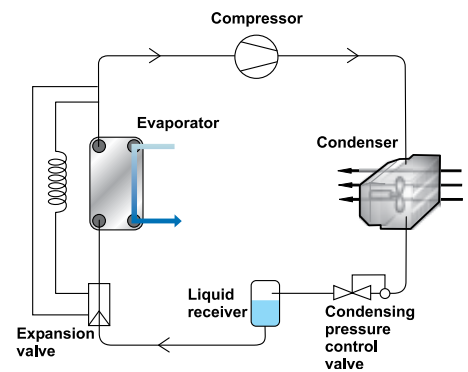 Compressor
Evaporator
Condenser
Liquid
receiver
Expansion
valve
Condensing
pressure
control
valve